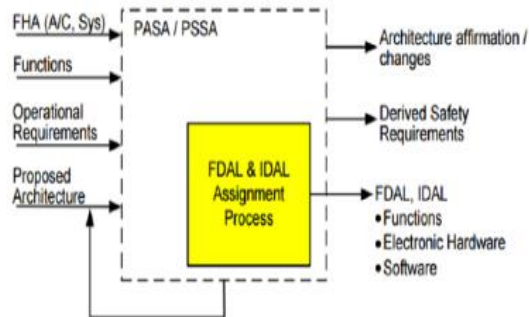 FHA (A/C, Sys)
Functions
Operational
Requirements
Proposed
Architecture
PASA / PSSA
FDAL & IDAL
Assignment
Process
Architecture affirmation /
changes
Derived Safety
Requirements
FDAL, IDAL
• Functions
• Electronic Hardware
• Software